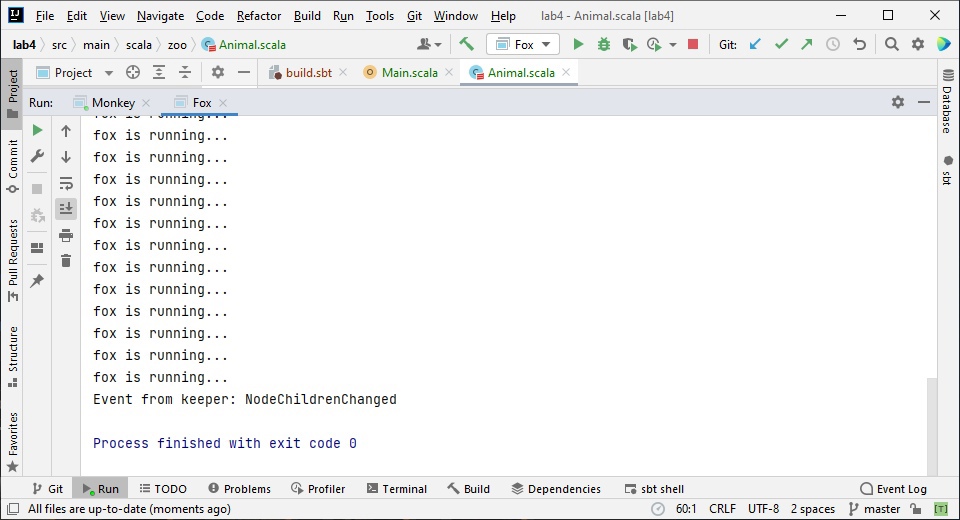 File Edit View Navigate Code Refactor Build Run Tools Git Window Help lab4 - Animal.scala [lab4]
lab4 src main scala zoo Animal.scala Fox Git:
Project build.sbt Main.scala Animal.scala
Run: Monkey Fox
fox is running...
fox is running...
fox is running...
fox is running...
fox is running...
fox is running...
fox is running...
fox is running...
fox is running...
fox is running...
fox is running...
fox is running...
fox is running...
Event from keeper: NodeChildrenChanged
Process finished with exit code 0
Project
Commit
Pull Requests
Structure
Favorites
Database
sbt
Git Run TODO Problems Profiler Terminal Build Dependencies sbt shell Event Log
All files are up-to-date (moments ago) 60:1 CRLF UTF-8 2 spaces master [T]